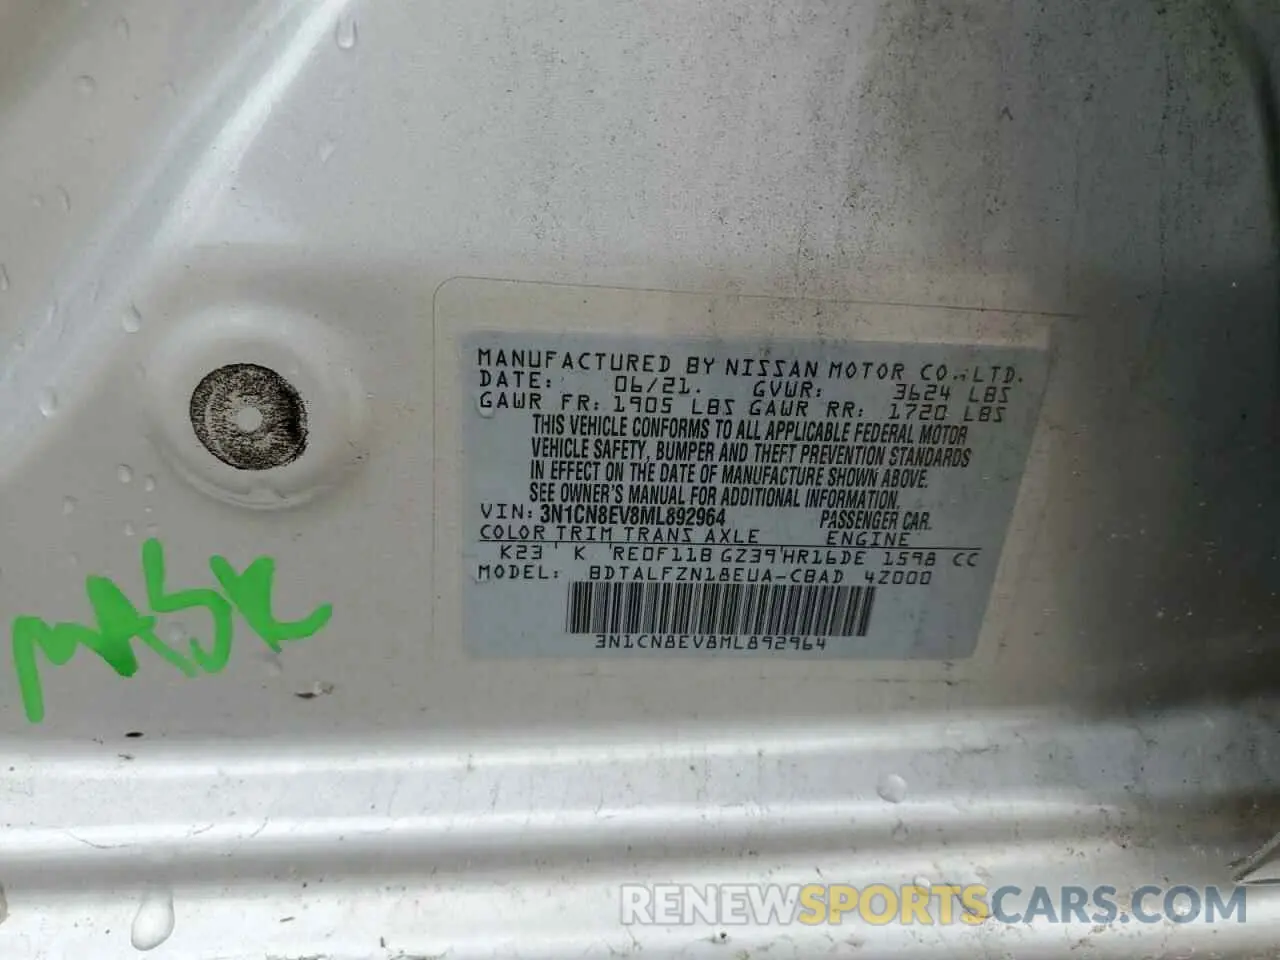 MANUFACTURED BY NISSAN MOTOR CO., LTD.
DATE: 06/21. GVWR: 3624 LBS
GAWR FR: 1905 LBS GAWR RR: 1720 LBS
THIS VEHICLE CONFORMS TO ALL APPLICABLE FEDERAL MOTOR
VEHICLE SAFETY, BUMPER AND THEFT PREVENTION STANDARDS
IN EFFECT ON THE DATE OF MANUFACTURE SHOWN ABOVE.
SEE OWNER'S MANUAL FOR ADDITIONAL INFORMATION.
VIN: 3N1CN8EV8ML892964 PASSENGER CAR.
COLOR TRIM TRANS AXLE ENGINE
K23 K RE0F11B GZ39 HR16DE 1598 CC
MODEL: BDTALFZN18EUA-CBAD 4Z000
3N1CN8EV8ML892964
MASK
RENEWSPORTSCARS.COM